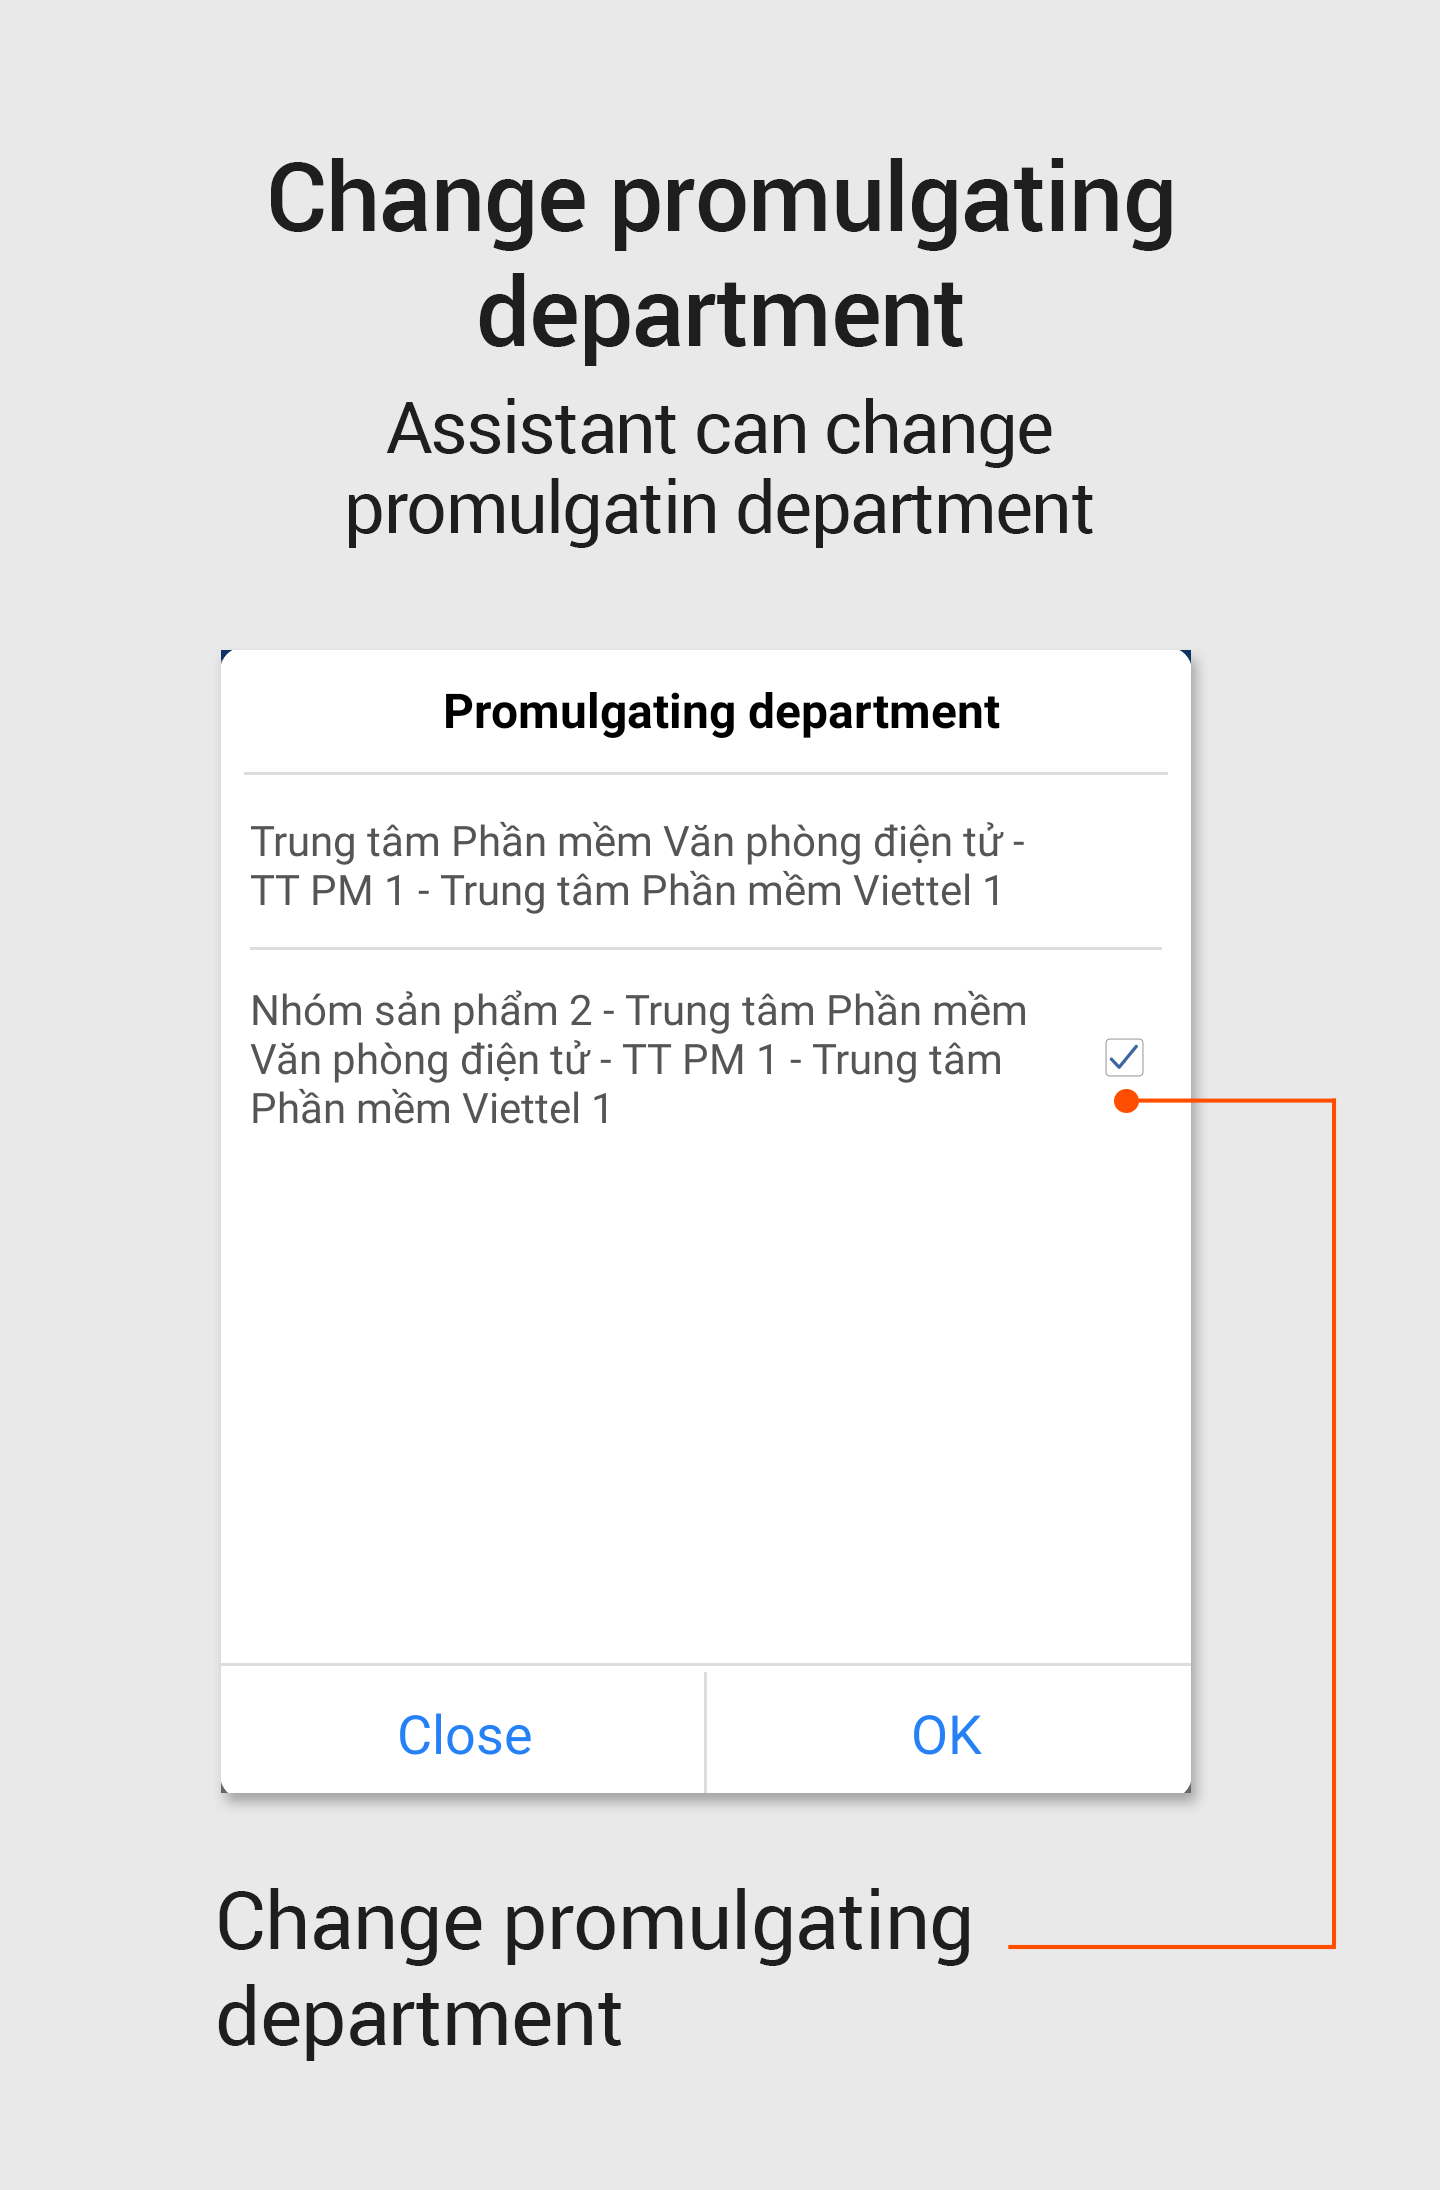 Change promulgating
department
Assistant can change
promulgatin department
Promulgating department
Trung tâm Phần mềm Văn phòng điện tử -
TT PM 1 - Trung tâm Phần mềm Viettel 1
Nhóm sản phẩm 2 - Trung tâm Phần mềm
Văn phòng điện tử - TT PM 1 - Trung tâm
Phần mềm Viettel 1
Close
OK
Change promulgating
department